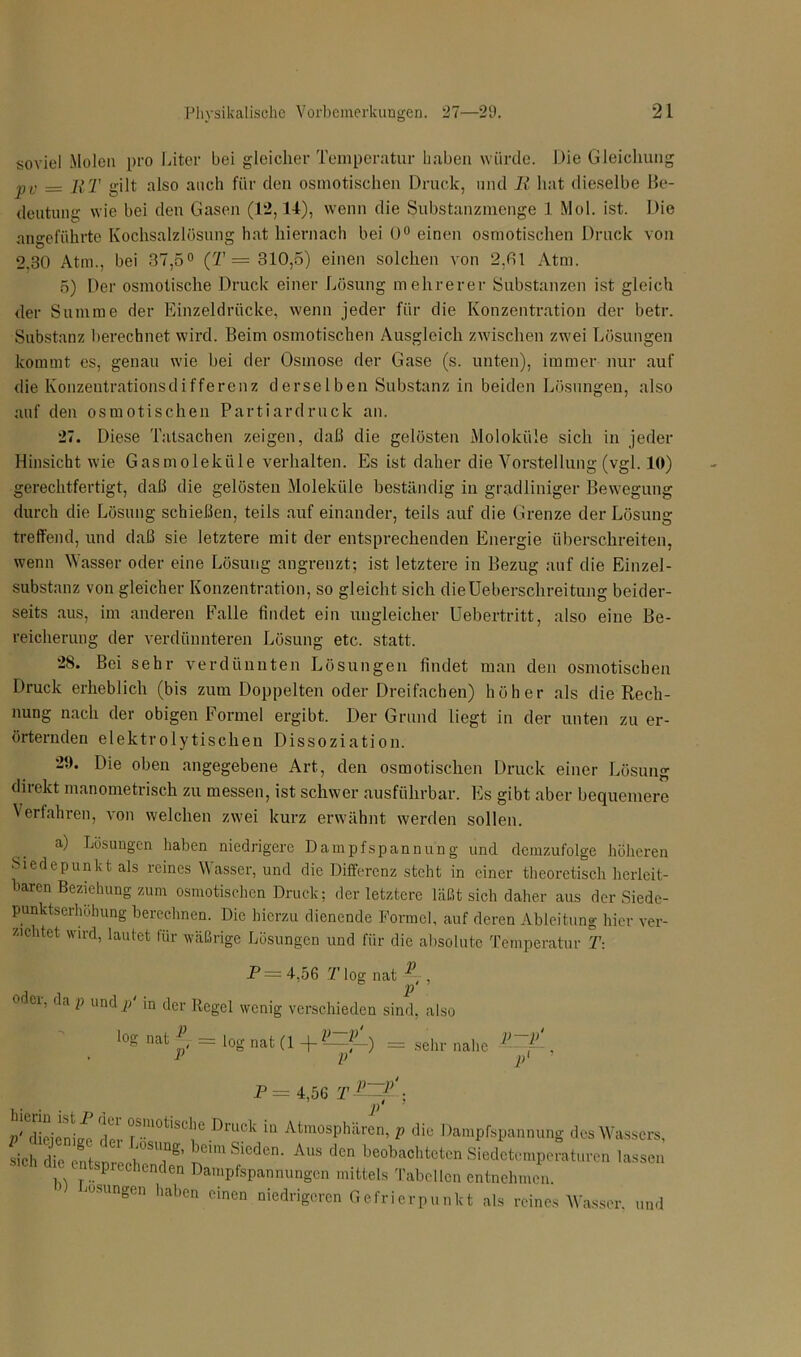 Physikalische Vorbemerkungen. 27—29. 21
soviel Molen pro Liter bei gleicher Temperatur haben würde. Die Gleichung
pv = RT gilt also auch für den osmotischen Druck, und R hat dieselbe Be-
deutung wie bei den Gasen (12, 14), wenn die Substanzmenge 1 Mol. ist. Die
angeführte Kochsalzlösung hat hiernach bei 0⁰ einen osmotischen Druck von
2,30 Atm., bei 37,5⁰ (T = 310,5) einen solchen von 2,61 Atm.
5) Der osmotische Druck einer Lösung mehrerer Substanzen ist gleich
der Summe der Einzeldrücke, wenn jeder für die Konzentration der betr.
Substanz berechnet wird. Beim osmotischen Ausgleich zwischen zwei Lösungen
kommt es, genau wie bei der Osmose der Gase (s. unten), immer nur auf
die Konzentrationsdifferenz derselben Substanz in beiden Lösungen, also
auf den osmotischen Partiardruck an.
27. Diese Tatsachen zeigen, daß die gelösten Moloküle sich in jeder
Hinsicht wie Gasmoleküle verhalten. Es ist daher die Vorstellung (vgl. 10)
gerechtfertigt, daß die gelösten Moleküle beständig in gradliniger Bewegung
durch die Lösung schießen, teils auf einander, teils auf die Grenze der Lösung
treffend, und daß sie letztere mit der entsprechenden Energie überschreiten,
wenn Wasser oder eine Lösung angrenzt; ist letztere in Bezug auf die Einzel-
substanz von gleicher Konzentration, so gleicht sich die Ueberschreitung beider-
seits aus, im anderen Falle findet ein ungleicher Uebertritt, also eine Be-
reicherung der verdünnteren Lösung etc. statt.
28. Bei sehr verdünnten Lösungen findet man den osmotischen
Druck erheblich (bis zum Doppelten oder Dreifachen) höher als die Rech-
nung nach der obigen Formel ergibt. Der Grund liegt in der unten zu er-
örternden elektrolytischen Dissoziation.
29. Die oben angegebene Art, den osmotischen Druck einer Lösung
direkt manometrisch zu messen, ist schwer ausführbar. Es gibt aber bequemere
Verfahren, von welchen zwei kurz erwähnt werden sollen.
a) Lösungen haben niedrigere Dampfspannung und demzufolge höheren
Siedepunkt als reines Wasser, und die Differenz steht in einer theoretisch herleit-
baren Beziehung zum osmotischen Druck; der letztere läßt sich daher aus der Siede-
punktserhöhung berechnen. Die hierzu dienende Formel, auf deren Ableitung hier ver-
zichtet wird, lautet für wäßrige Lösungen und für die absolute Temperatur T:
P = 4,56 T log nat p/p′ ,
oder, da p und p′ in der Regel wenig verschieden sind, also
log nat p/p′ = log nat (1 + (p—p′)/p′) = sehr nahe (p—p′)/p′ ,
P = 4,56 T (p—p′)/p′ ;
hierin ist P der osmotische Druck in Atmosphären, p die Dampfspannung des Wassers,
p′ diejenige der Lösung, beim Sieden. Aus den beobachteten Siedetemperaturen lassen
sich die entsprechenden Dampfspannungen mittels Tabellen entnehmen.
b) Lösungen haben einen niedrigeren Gefrierpunkt als reines Wasser, und